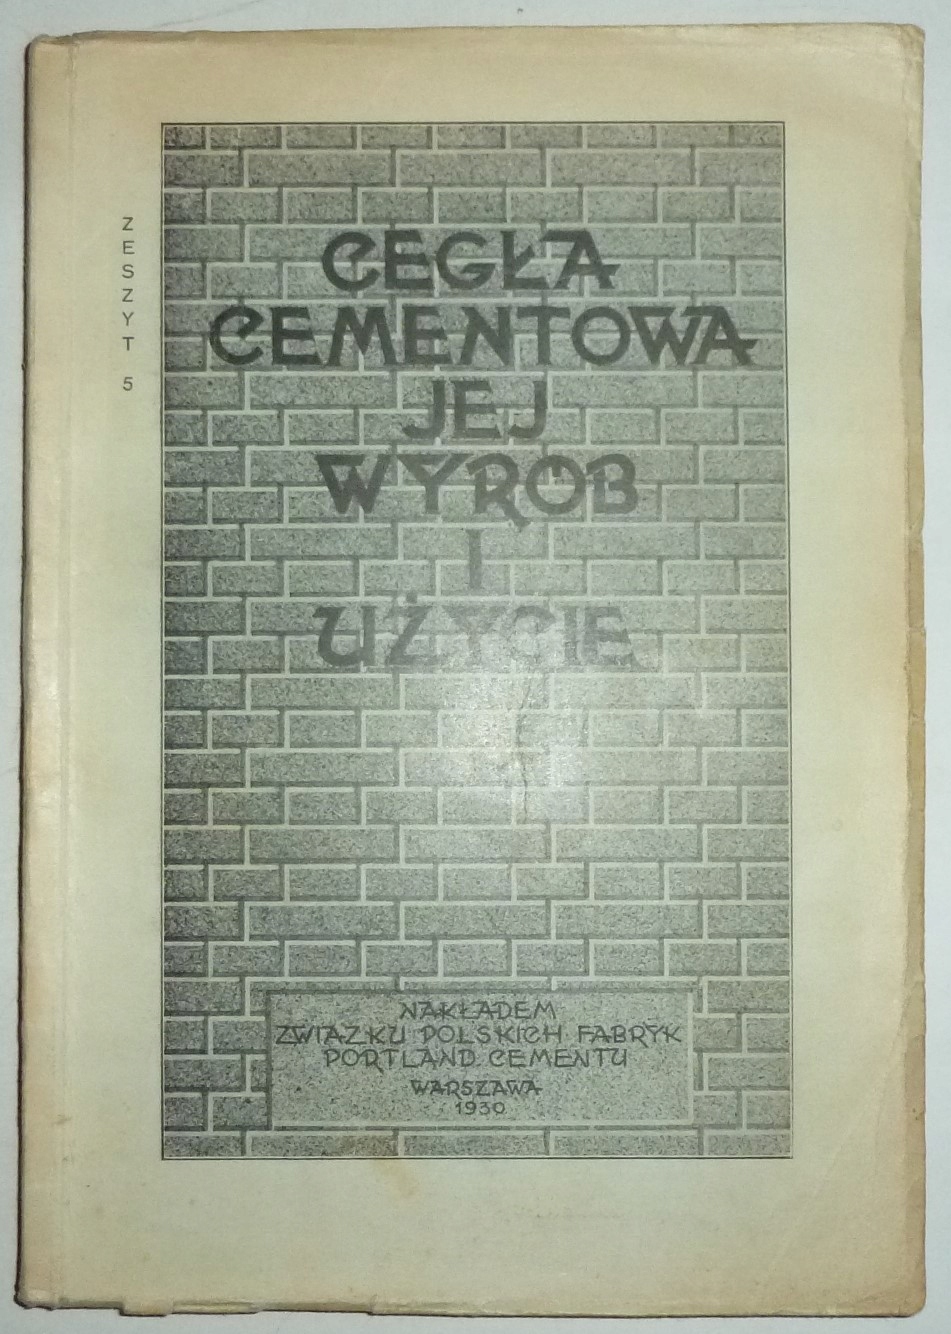 ZESZYT 5
CEGŁA
CEMENTOWA
JEJ
WYRÓB
I
UŻYCIE
NAKŁADEM
ZWIĄZKU POLSKICH FABRYK
PORTLAND CEMENTU
WARSZAWA
1930